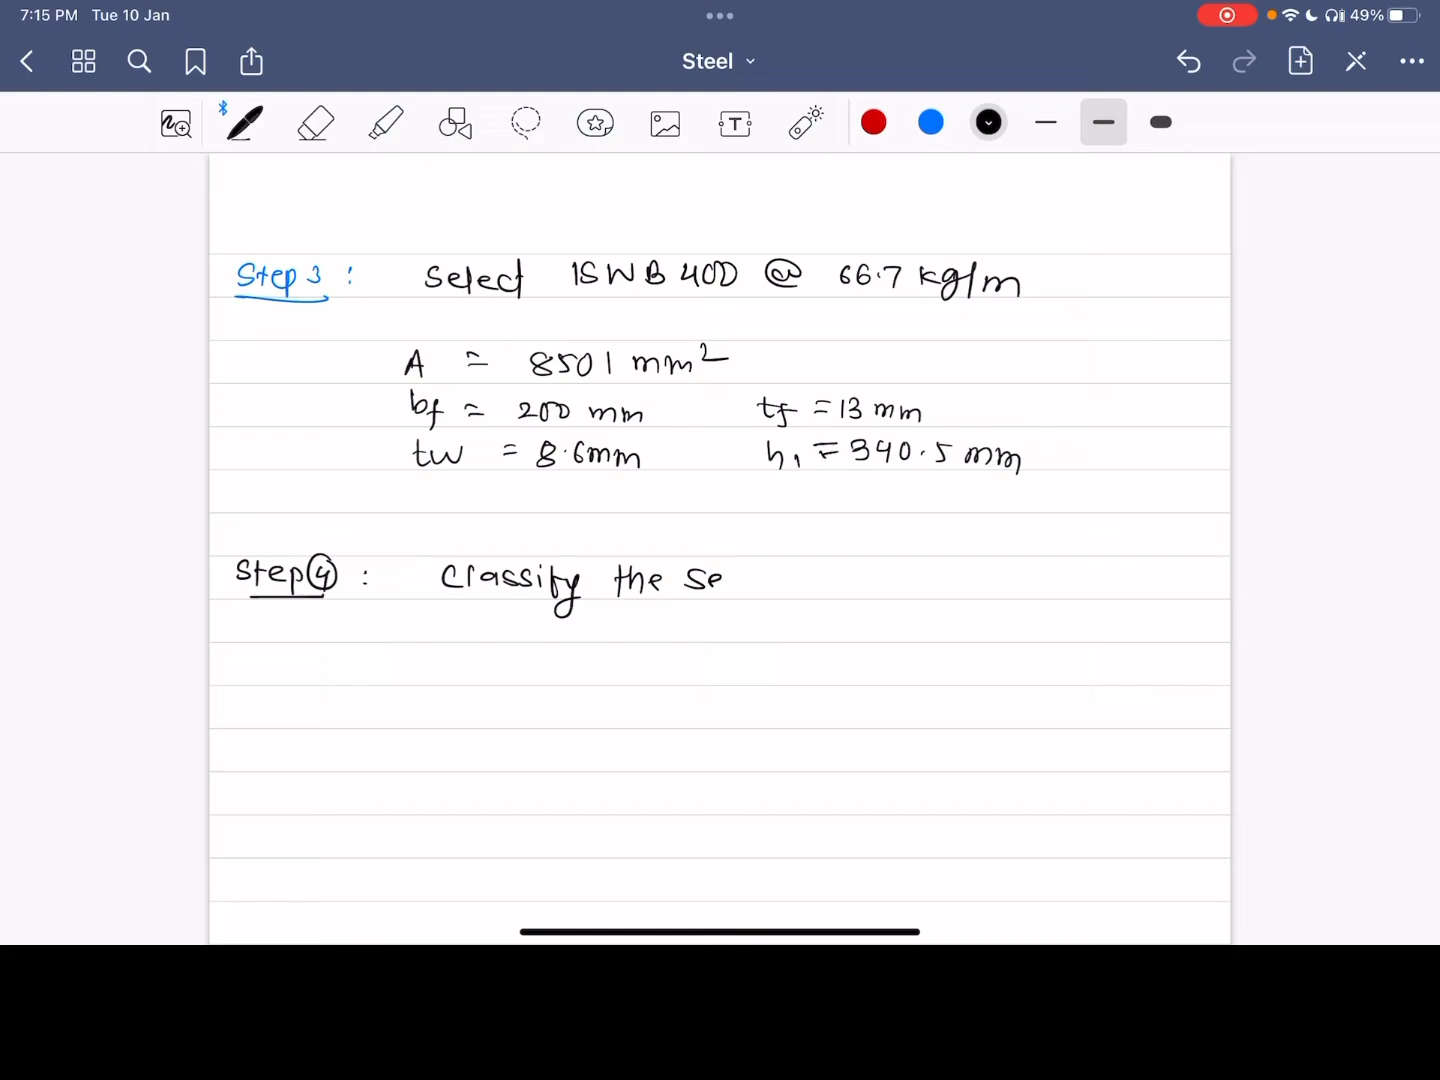 7:15 PM Tue 10 Jan
49%
Steel
T
Step 3 : Select ISWB 400 @ 66.7 kg/m
A = 8501 mm²
bf = 200 mm tf = 13 mm
tw = 8.6mm h₁ = 340.5 mm
Step 4 : Classify the se